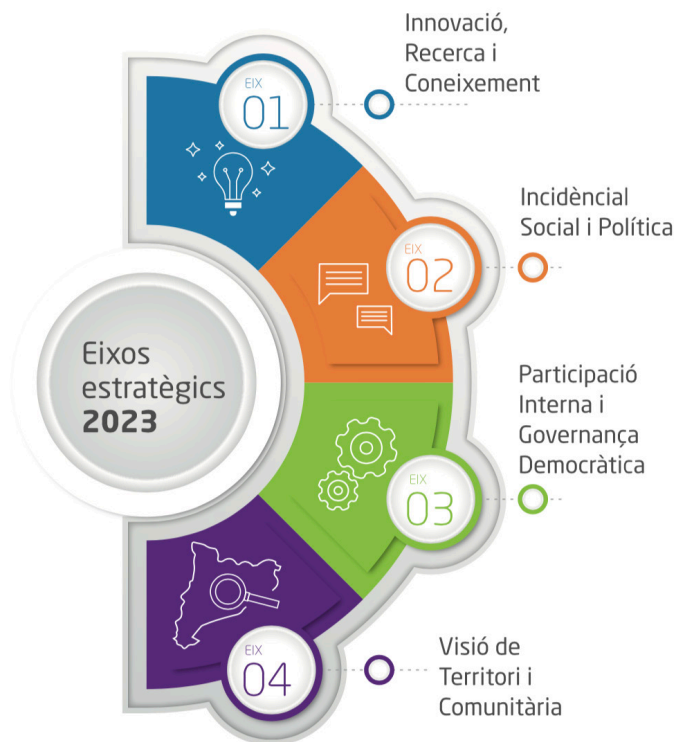 Eixos
estratègics
2023
EIX
01
Innovació,
Recerca i
Coneixement
EIX
02
Incidèncial
Social i Política
EIX
03
Participació
Interna i
Governança
Democràtica
EIX
04
Visió de
Territori i
Comunitària